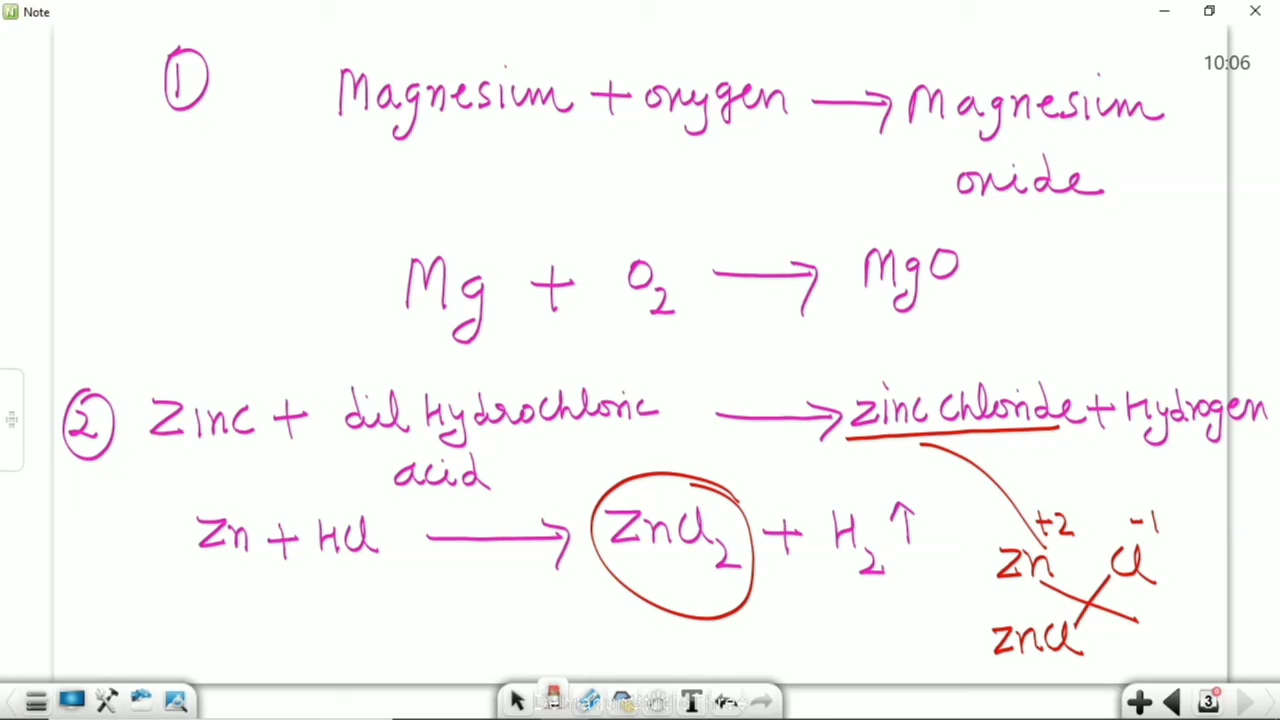 Note
10:06
① Magnesium + oxygen → Magnesium
oxide
Mg + O₂ → MgO
② Zinc + dil Hydrochloric → zinc chloride + Hydrogen
acid
Zn + HCl → ZnCl₂ + H₂ ↑
+2 -1
Zn Cl
ZnCl
T
3